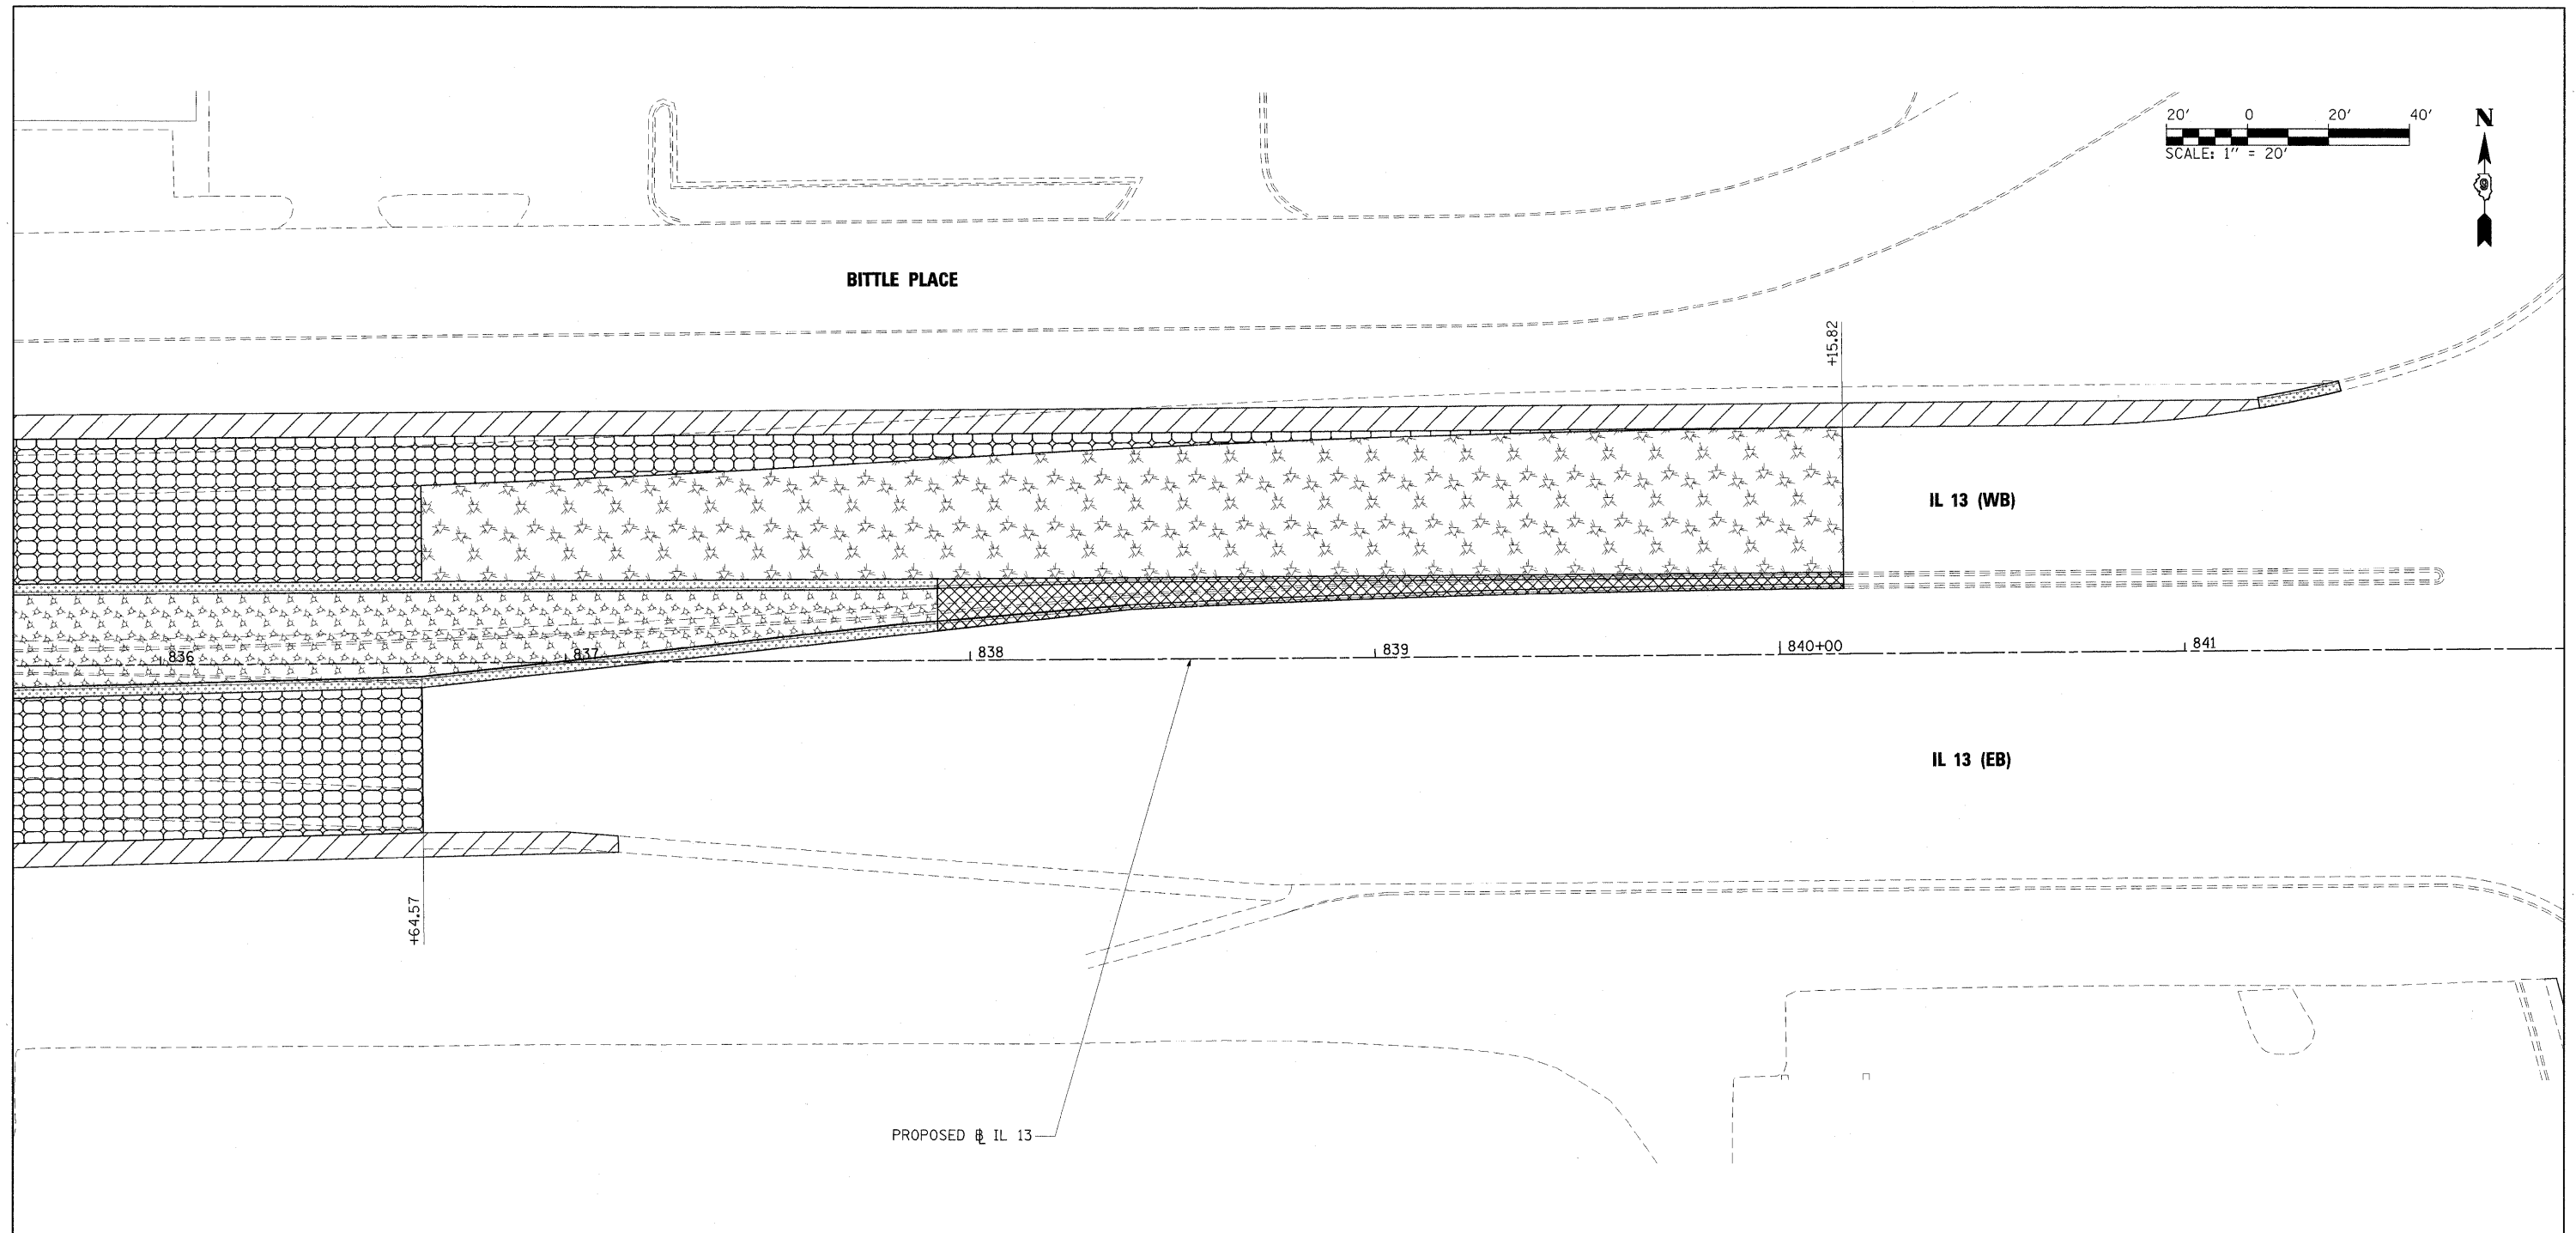 20' 0 20' 40'
SCALE: 1" = 20'
N
BITTLE PLACE
+15.82
IL 13 (WB)
836 837 838 839 840+00 841
IL 13 (EB)
+64.57
PROPOSED ℄ IL 13